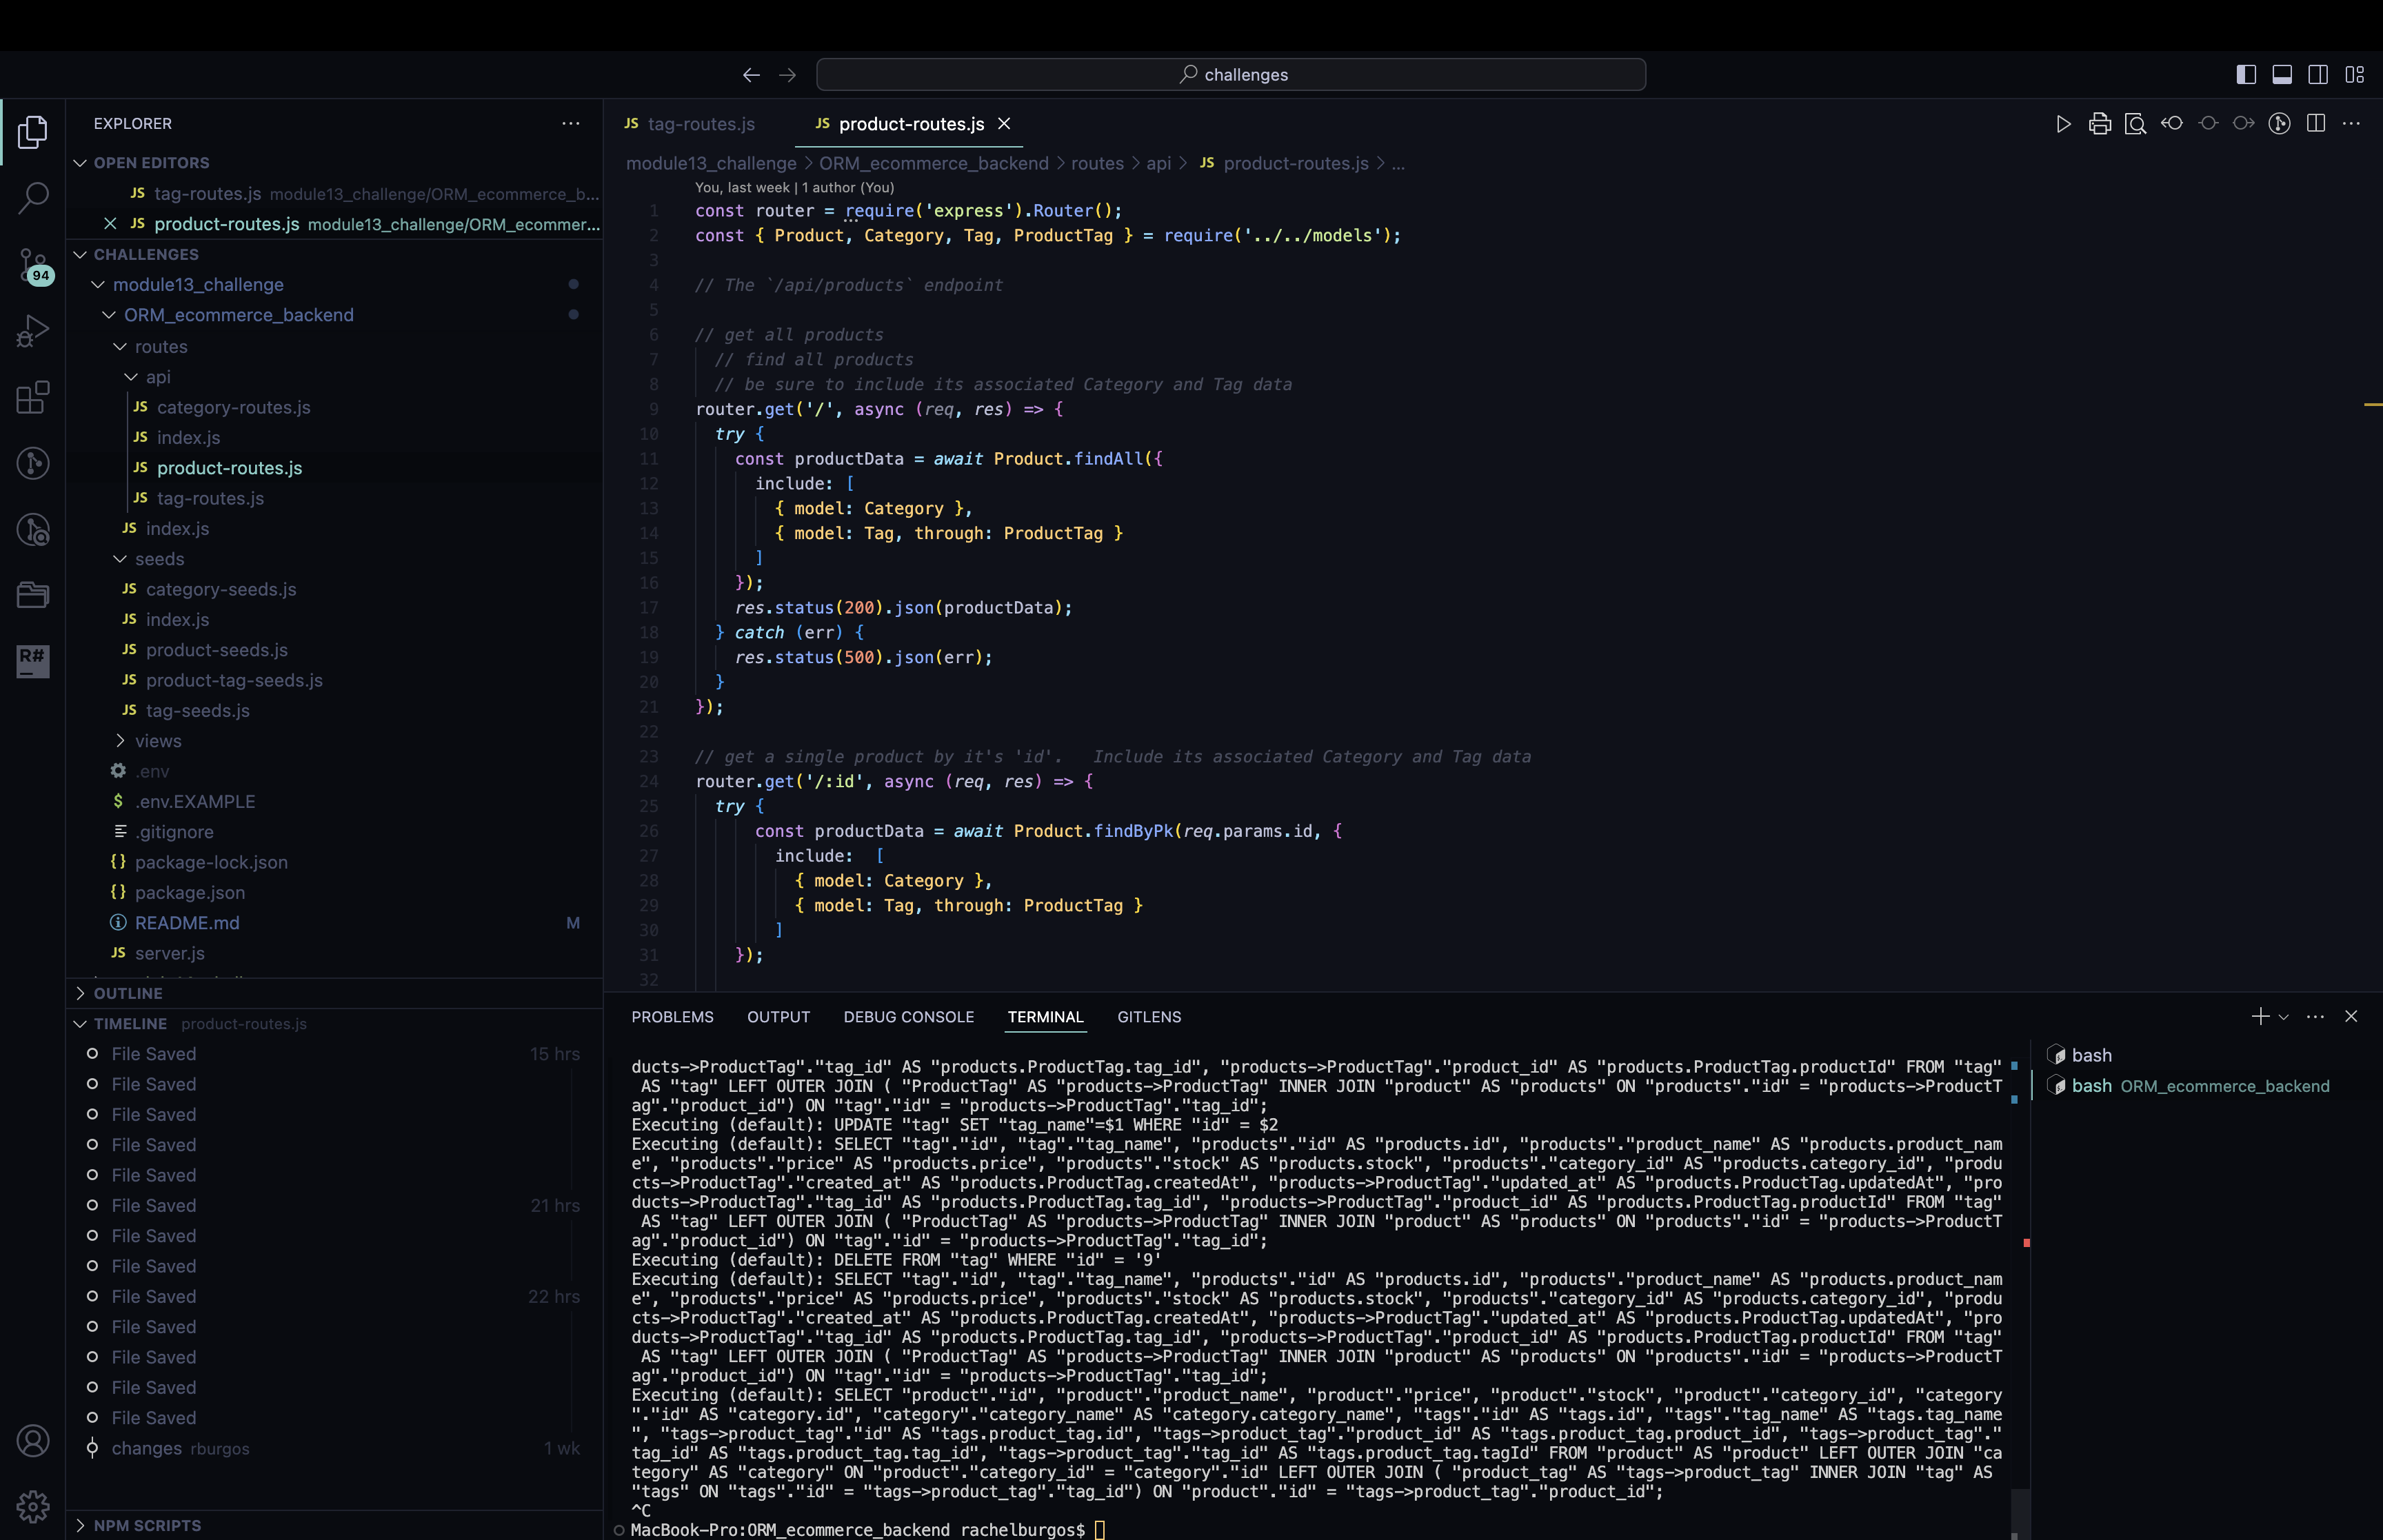 challenges
EXPLORER
OPEN EDITORS
JS tag-routes.js module13_challenge/ORM_ecommerce_b...
JS product-routes.js module13_challenge/ORM_ecommer...
CHALLENGES
module13_challenge
ORM_ecommerce_backend
routes
api
JS category-routes.js
JS index.js
JS product-routes.js
JS tag-routes.js
JS index.js
seeds
JS category-seeds.js
JS index.js
JS product-seeds.js
JS product-tag-seeds.js
JS tag-seeds.js
views
.env
$ .env.EXAMPLE
.gitignore
{} package-lock.json
{} package.json
README.md M
JS server.js
OUTLINE
TIMELINE product-routes.js
File Saved 15 hrs
File Saved
File Saved
File Saved
File Saved
File Saved 21 hrs
File Saved
File Saved
File Saved 22 hrs
File Saved
File Saved
File Saved
File Saved
changes rburgos 1 wk
NPM SCRIPTS
94
R#
JS tag-routes.js
JS product-routes.js
module13_challenge > ORM_ecommerce_backend > routes > api > JS product-routes.js > ...
You, last week | 1 author (You)
1 const router = require('express').Router();
2 const { Product, Category, Tag, ProductTag } = require('../../models');
3
4 // The `/api/products` endpoint
5
6 // get all products
7 // find all products
8 // be sure to include its associated Category and Tag data
9 router.get('/', async (req, res) => {
10 try {
11 const productData = await Product.findAll({
12 include: [
13 { model: Category },
14 { model: Tag, through: ProductTag }
15 ]
16 });
17 res.status(200).json(productData);
18 } catch (err) {
19 res.status(500).json(err);
20 }
21 });
22
23 // get a single product by it's 'id'.   Include its associated Category and Tag data
24 router.get('/:id', async (req, res) => {
25 try {
26 const productData = await Product.findByPk(req.params.id, {
27 include:  [
28 { model: Category },
29 { model: Tag, through: ProductTag }
30 ]
31 });
32
PROBLEMS OUTPUT DEBUG CONSOLE TERMINAL GITLENS
ducts->ProductTag"."tag_id" AS "products.ProductTag.tag_id", "products->ProductTag"."product_id" AS "products.ProductTag.productId" FROM "tag"
AS "tag" LEFT OUTER JOIN ( "ProductTag" AS "products->ProductTag" INNER JOIN "product" AS "products" ON "products"."id" = "products->ProductT
ag"."product_id") ON "tag"."id" = "products->ProductTag"."tag_id";
Executing (default): UPDATE "tag" SET "tag_name"=$1 WHERE "id" = $2
Executing (default): SELECT "tag"."id", "tag"."tag_name", "products"."id" AS "products.id", "products"."product_name" AS "products.product_nam
e", "products"."price" AS "products.price", "products"."stock" AS "products.stock", "products"."category_id" AS "products.category_id", "produ
cts->ProductTag"."created_at" AS "products.ProductTag.createdAt", "products->ProductTag"."updated_at" AS "products.ProductTag.updatedAt", "pro
ducts->ProductTag"."tag_id" AS "products.ProductTag.tag_id", "products->ProductTag"."product_id" AS "products.ProductTag.productId" FROM "tag"
AS "tag" LEFT OUTER JOIN ( "ProductTag" AS "products->ProductTag" INNER JOIN "product" AS "products" ON "products"."id" = "products->ProductT
ag"."product_id") ON "tag"."id" = "products->ProductTag"."tag_id";
Executing (default): DELETE FROM "tag" WHERE "id" = '9'
Executing (default): SELECT "tag"."id", "tag"."tag_name", "products"."id" AS "products.id", "products"."product_name" AS "products.product_nam
e", "products"."price" AS "products.price", "products"."stock" AS "products.stock", "products"."category_id" AS "products.category_id", "produ
cts->ProductTag"."created_at" AS "products.ProductTag.createdAt", "products->ProductTag"."updated_at" AS "products.ProductTag.updatedAt", "pro
ducts->ProductTag"."tag_id" AS "products.ProductTag.tag_id", "products->ProductTag"."product_id" AS "products.ProductTag.productId" FROM "tag"
AS "tag" LEFT OUTER JOIN ( "ProductTag" AS "products->ProductTag" INNER JOIN "product" AS "products" ON "products"."id" = "products->ProductT
ag"."product_id") ON "tag"."id" = "products->ProductTag"."tag_id";
Executing (default): SELECT "product"."id", "product"."product_name", "product"."price", "product"."stock", "product"."category_id", "category
"."id" AS "category.id", "category"."category_name" AS "category.category_name", "tags"."id" AS "tags.id", "tags"."tag_name" AS "tags.tag_name
", "tags->product_tag"."id" AS "tags.product_tag.id", "tags->product_tag"."product_id" AS "tags.product_tag.product_id", "tags->product_tag"."
tag_id" AS "tags.product_tag.tag_id", "tags->product_tag"."tag_id" AS "tags.product_tag.tagId" FROM "product" AS "product" LEFT OUTER JOIN "ca
tegory" AS "category" ON "product"."category_id" = "category"."id" LEFT OUTER JOIN ( "product_tag" AS "tags->product_tag" INNER JOIN "tag" AS
"tags" ON "tags"."id" = "tags->product_tag"."tag_id") ON "product"."id" = "tags->product_tag"."product_id";
^C
MacBook-Pro:ORM_ecommerce_backend rachelburgos$
bash
bash ORM_ecommerce_backend